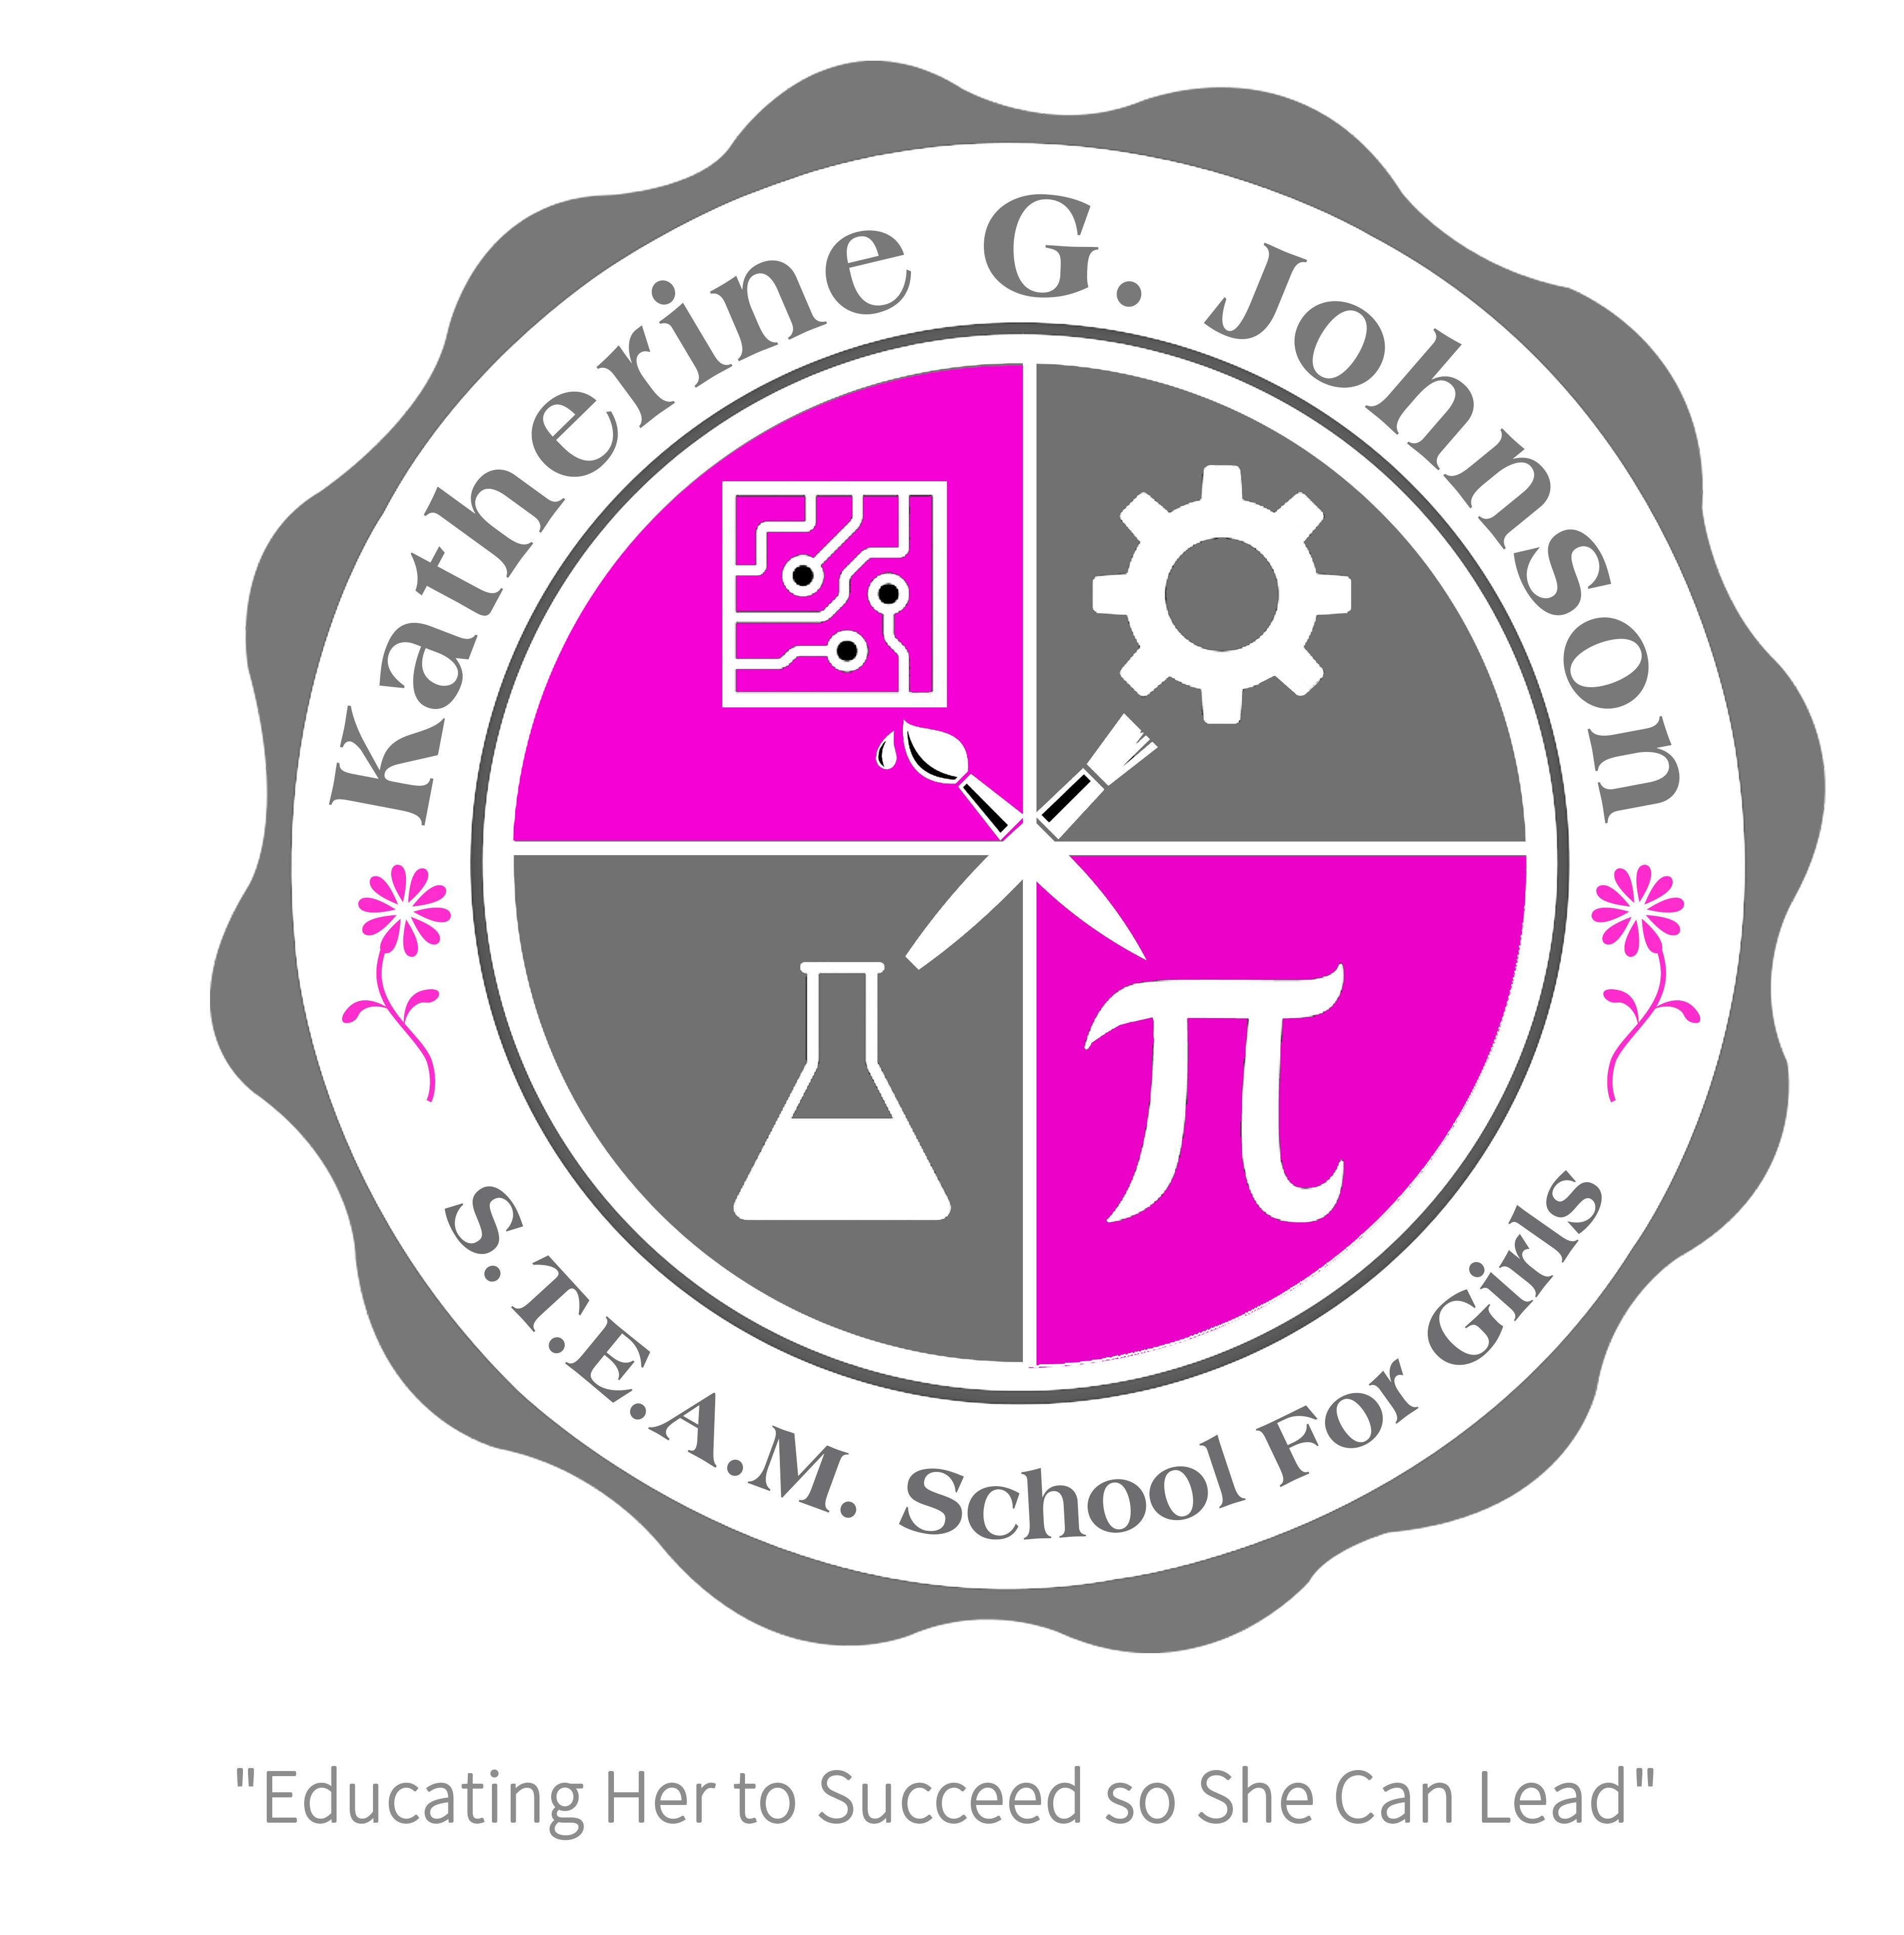 Katherine G. Johnson
π
S.T.E.A.M. School For Girls
"Educating Her to Succeed so She Can Lead"